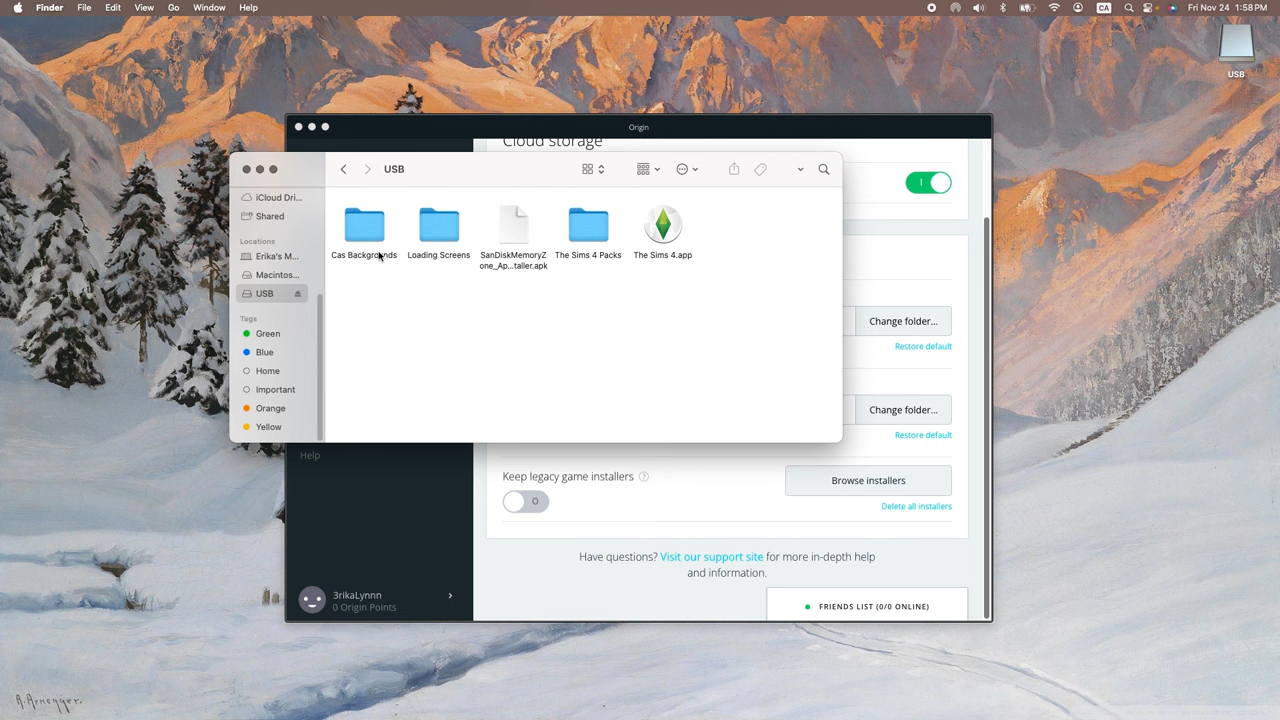 Finder File Edit View Go Window Help
CA Fri Nov 24 1:58 PM
USB
Origin
Cloud storage
USB
iCloud Dri...
Shared
Locations
Erika's M...
Macintos...
USB
Tags
Green
Blue
Home
Important
Orange
Yellow
Cas Backgrounds
Loading Screens
SanDiskMemoryZ
one_Ap...taller.apk
The Sims 4 Packs
The Sims 4.app
Change folder...
Restore default
Change folder...
Restore default
Help
Keep legacy game installers ?
Browse installers
Delete all installers
Have questions? Visit our support site for more in-depth help
and information.
3rikaLynnn
0 Origin Points
FRIENDS LIST (0/0 ONLINE)